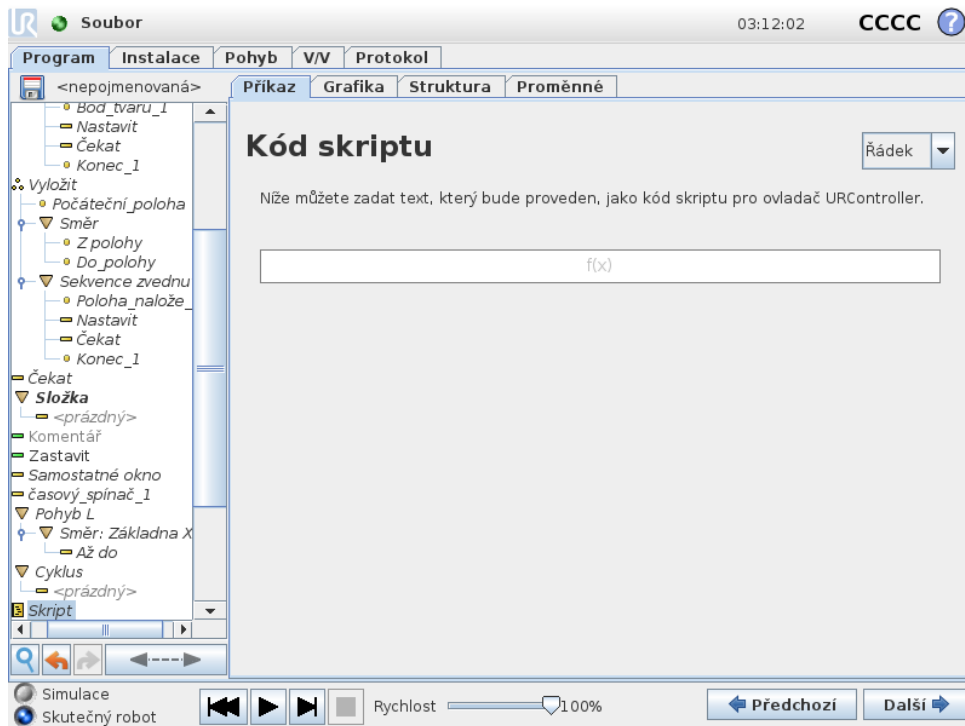 UR Soubor 03:12:02 CCCC ?
Program Instalace Pohyb V/V Protokol
<nepojmenovaná> Příkaz Grafika Struktura Proměnné
Bod_tvaru_1
Nastavit
Čekat
Konec_1
Vyložit
Počáteční_poloha
Směr
Z polohy
Do_polohy
Sekvence zvednu
Poloha_nalože_
Nastavit
Čekat
Konec_1
Čekat
Složka
<prázdný>
Komentář
Zastavit
Samostatné okno
časový_spínač_1
Pohyb L
Směr: Základna X
Až do
Cyklus
<prázdný>
Skript
Kód skriptu
Řádek
Níže můžete zadat text, který bude proveden, jako kód skriptu pro ovladač URController.
f(x)
Simulace
Skutečný robot
Rychlost 100%
Předchozí Další